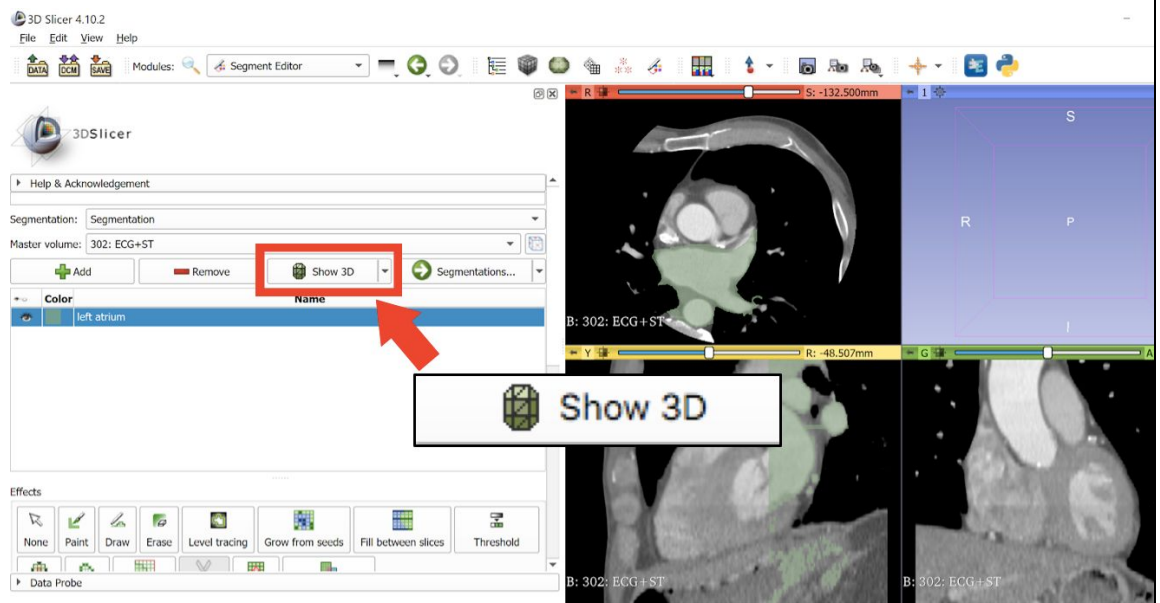 3D Slicer 4.10.2
File Edit View Help
DATA DCM SAVE Modules: Segment Editor
R S: -132.500mm 1
3DSlicer
Help & Acknowledgement
Segmentation: Segmentation
Master volume: 302: ECG+ST
Add Remove Show 3D Segmentations...
Color Name
left atrium
S
R P
I
B: 302: ECG+ST
Y R: -48.507mm G A
Show 3D
Effects
None Paint Draw Erase Level tracing Grow from seeds Fill between slices Threshold
Data Probe
B: 302: ECG+ST B: 302: ECG+ST